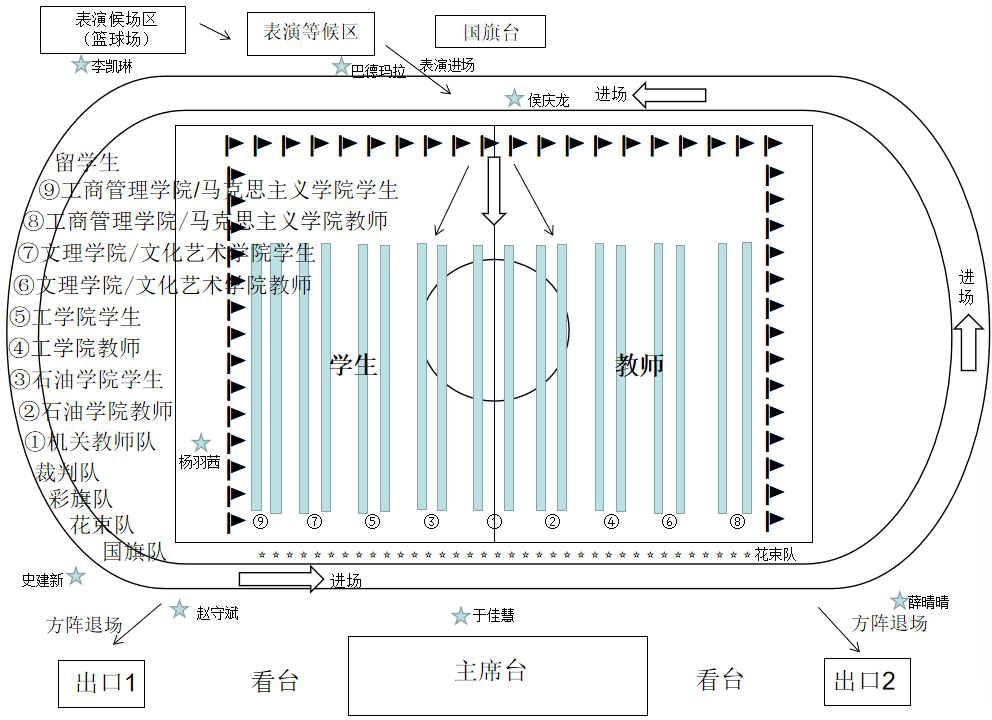 表演候场区
（篮球场）
表演等候区
国旗台
李凯琳
巴德玛拉
表演进场
侯庆龙
进场
留学生
⑨工商管理学院/马克思主义学院学生
⑧工商管理学院/马克思主义学院教师
⑦文理学院/文化艺术学院学生
⑥文理学院/文化艺术学院教师
⑤工学院学生
④工学院教师
③石油学院学生
②石油学院教师
①机关教师队
裁判队
彩旗队
花束队
国旗队
进
场
学生
教师
杨羽茜
⑨
⑦
⑤
③
①
②
④
⑥
⑧
花束队
史建新
进场
赵守斌
于佳慧
薛晴晴
方阵退场
方阵退场
出口1
看台
主席台
看台
出口2